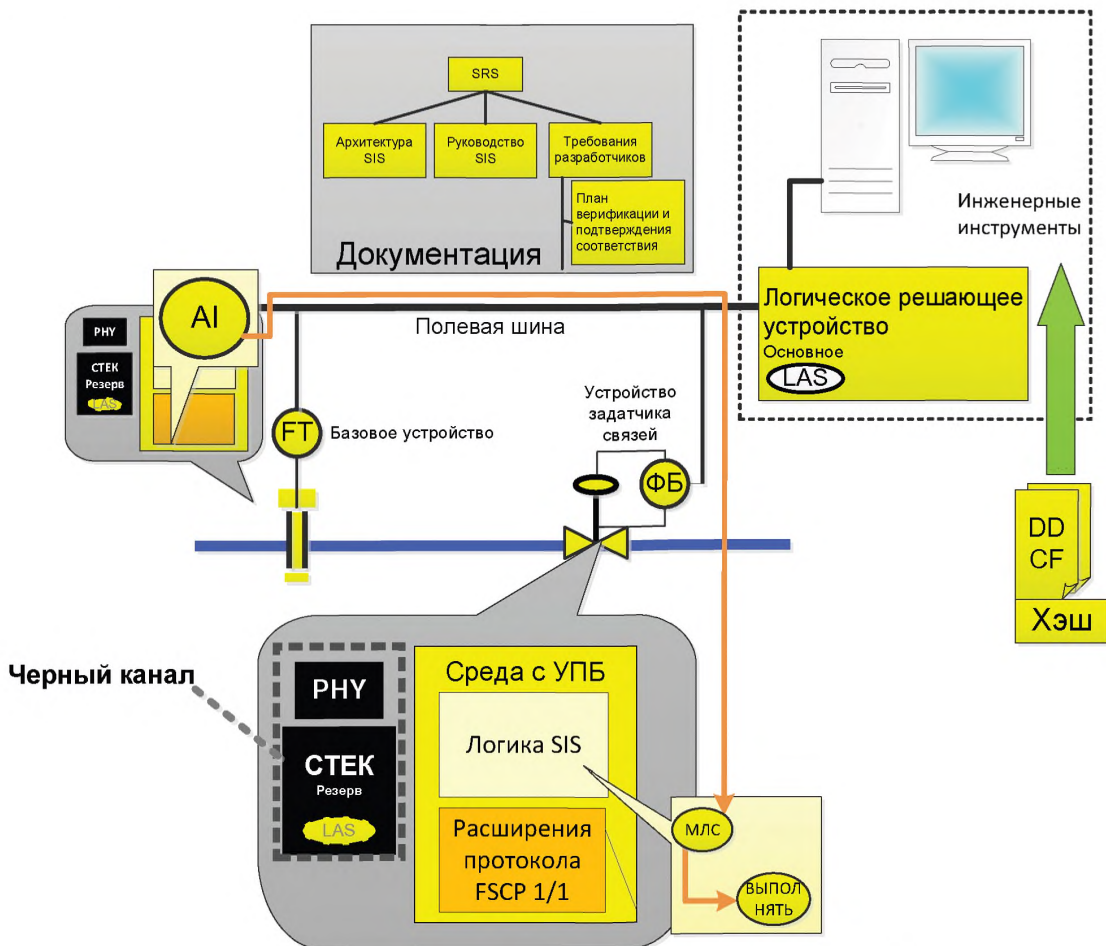 SRS
Архитектура
SIS
Руководство
SIS
Требования
разработчиков
План
верификации и
подтверждения
соответствия
Документация
Инженерные
инструменты
Логическое решающее
устройство
Основное
LAS
AI
PHY
СТЕК
Резерв
LAS
Полевая шина
FT
Базовое устройство
Устройство
задатчика
связей
ФБ
DD
CF
Хэш
Черный канал
PHY
СТЕК
Резерв
LAS
Среда с УПБ
Логика SIS
Расширения
протокола
FSCP 1/1
МЛС
ВЫПОЛ
НЯТЬ